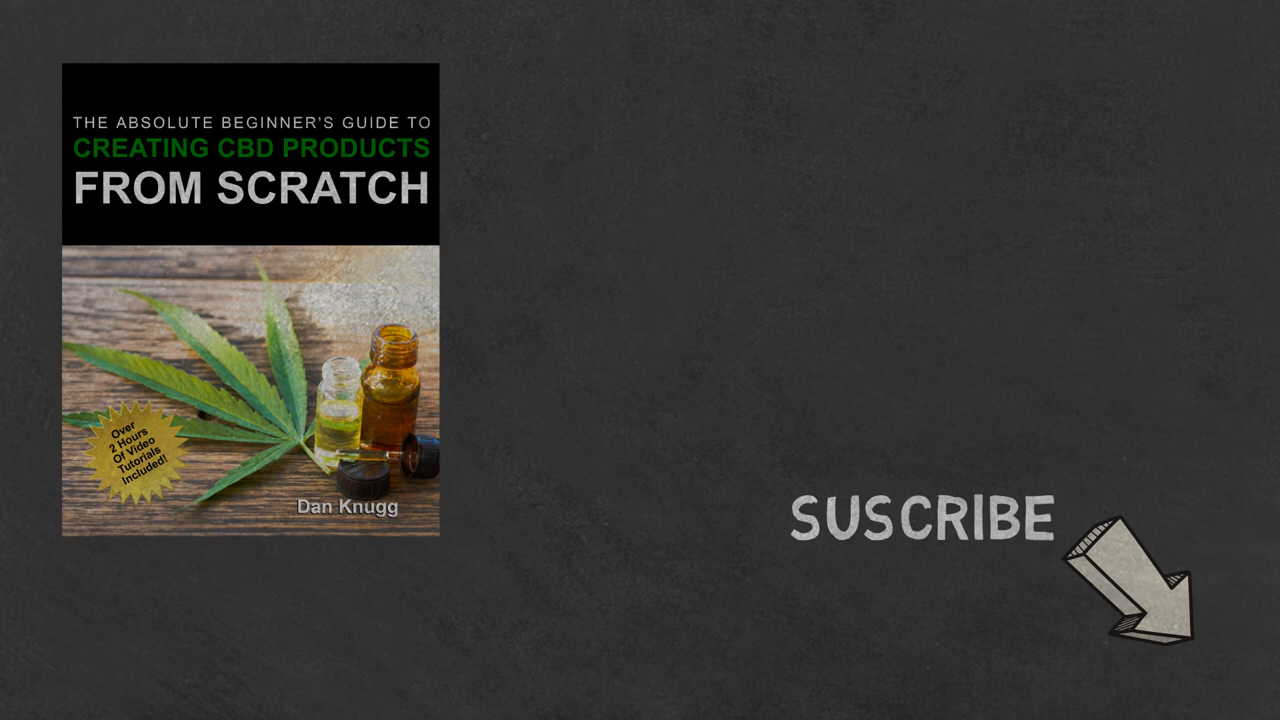 THE ABSOLUTE BEGINNER'S GUIDE TO
CREATING CBD PRODUCTS
FROM SCRATCH
Over
2 Hours
Of Video
Tutorials
Included!
Dan Knugg
SUSCRIBE